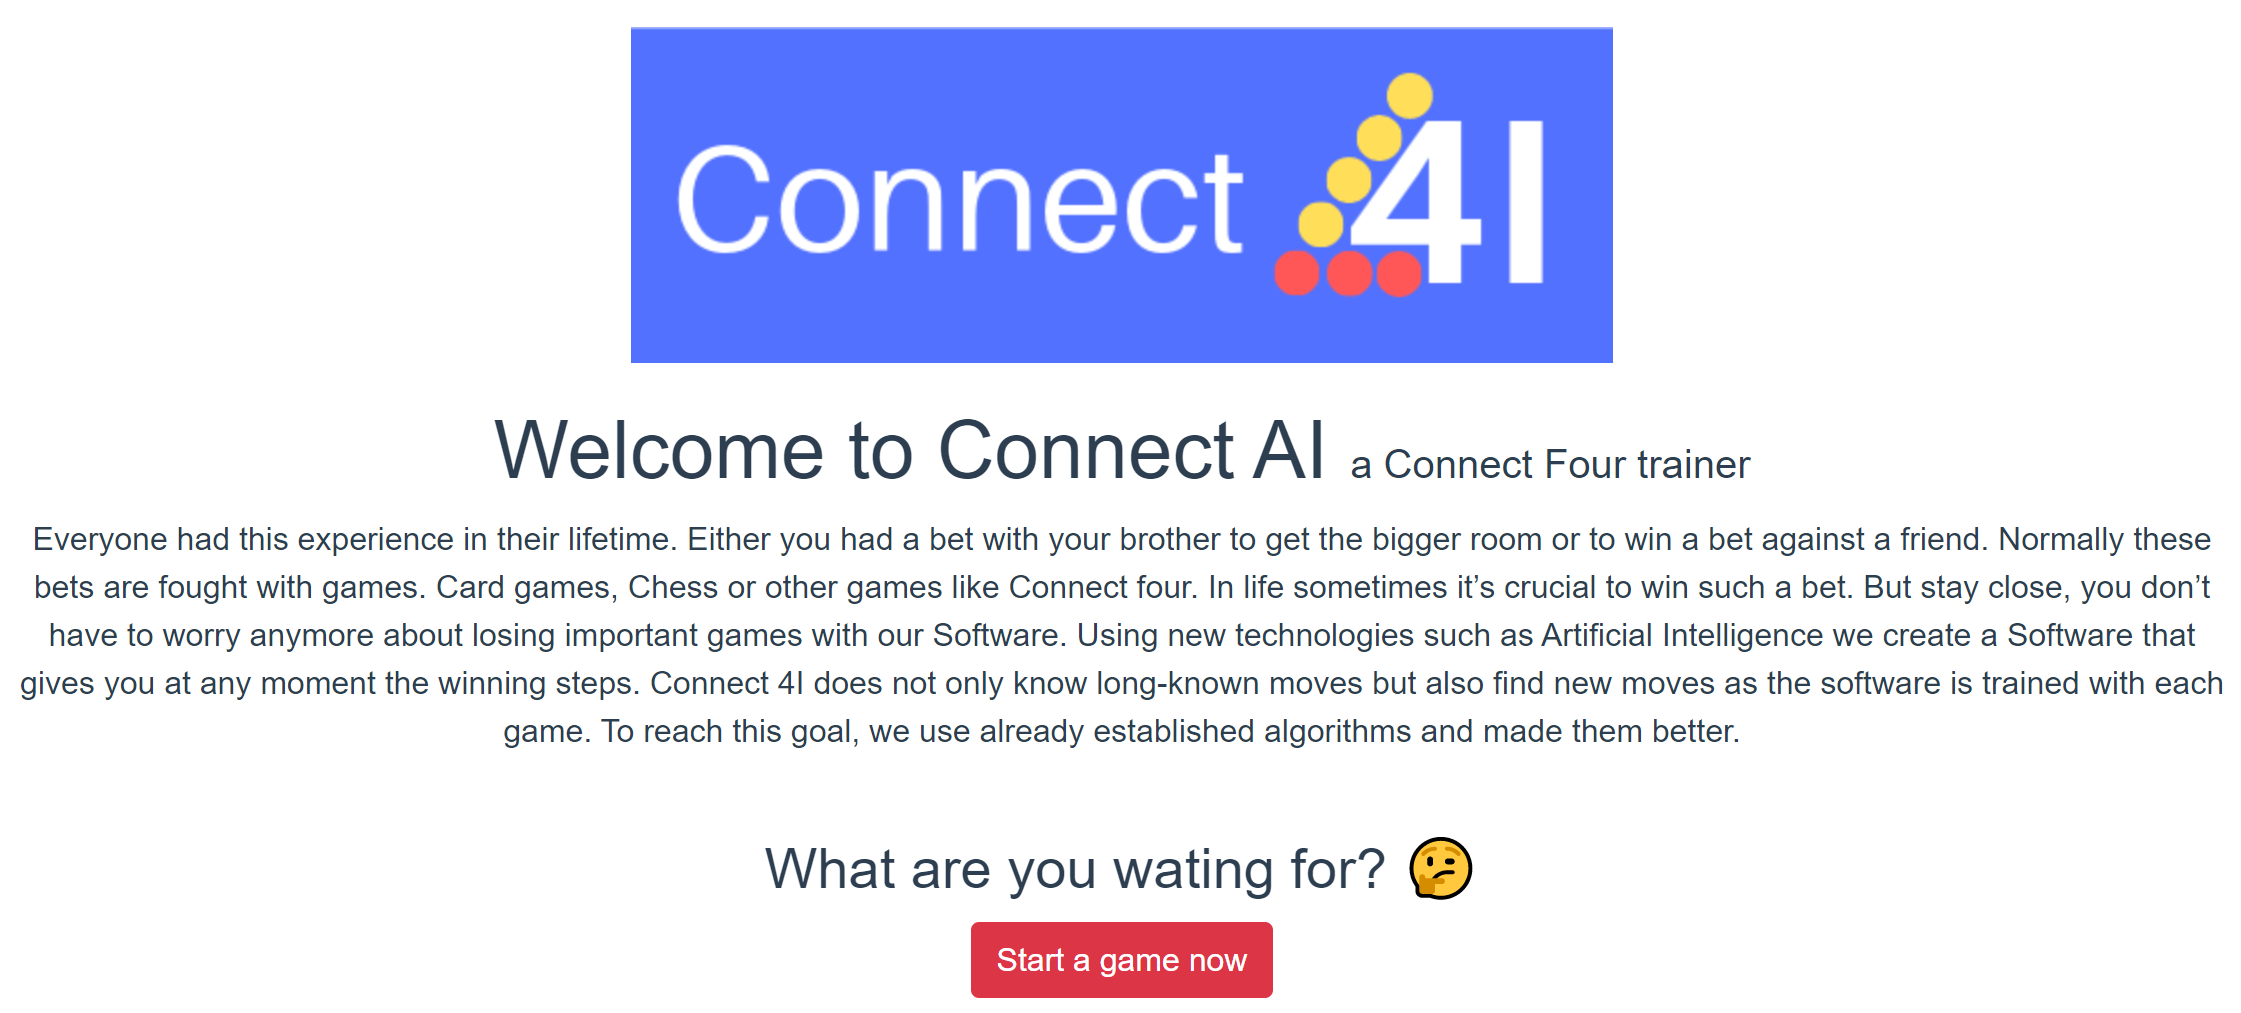 Connect 4I
Welcome to Connect AI a Connect Four trainer
Everyone had this experience in their lifetime. Either you had a bet with your brother to get the bigger room or to win a bet against a friend. Normally these
bets are fought with games. Card games, Chess or other games like Connect four. In life sometimes it’s crucial to win such a bet. But stay close, you don’t
have to worry anymore about losing important games with our Software. Using new technologies such as Artificial Intelligence we create a Software that
gives you at any moment the winning steps. Connect 4I does not only know long-known moves but also find new moves as the software is trained with each
game. To reach this goal, we use already established algorithms and made them better.
What are you wating for? 🤔
Start a game now